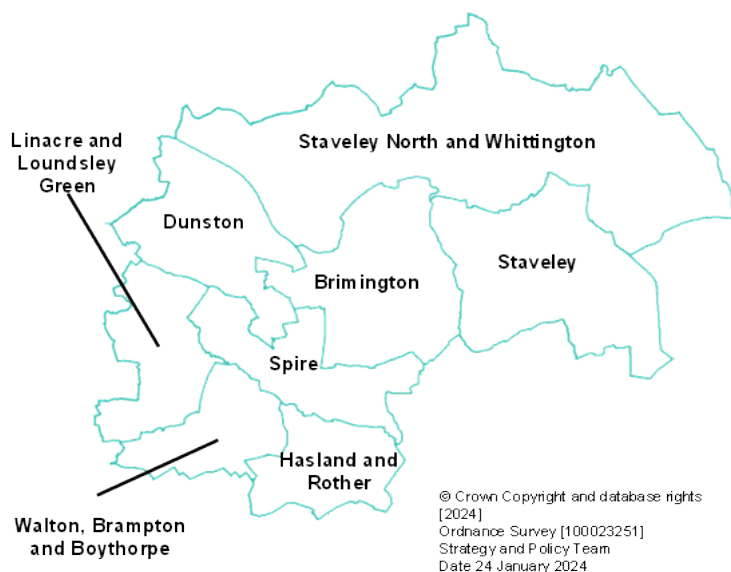 Linacre and
Loundsley
Green
Staveley North and Whittington
Dunston
Brimington
Staveley
Spire
Hasland and
Rother
Walton, Brampton
and Boythorpe
© Crown Copyright and database rights
[2024]
Ordnance Survey [100023251]
Strategy and Policy Team
Date 24 January 2024